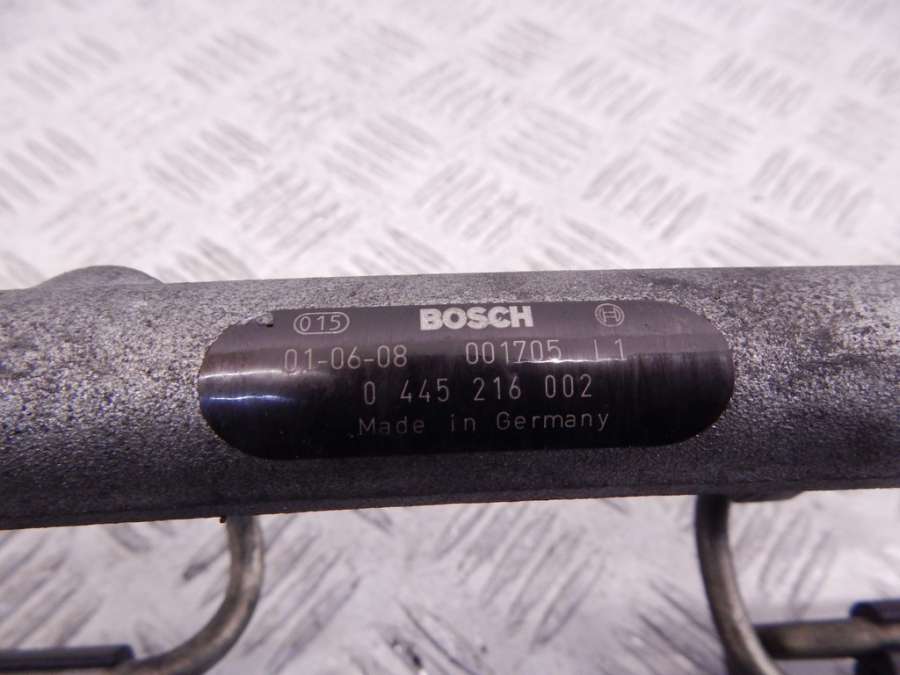 015 BOSCH
01-06-08 001705 L1
0 445 216 002
Made in Germany